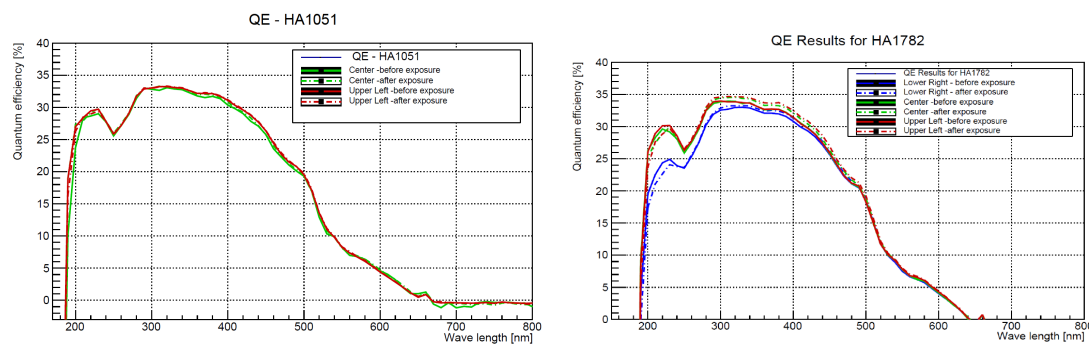 QE - HA1051
Quantum efficiency [%]
40
35
30
25
20
15
10
5
0
QE - HA1051
Center -before exposure
Center -after exposure
Upper Left -before exposure
Upper Left -after exposure
200
300
400
500
600
700
800
Wave length [nm]
QE Results for HA1782
Quantum efficiency [%]
40
35
30
25
20
15
10
5
0
QE Results for HA1782
Lower Right - before exposure
Lower Right - after exposure
Center -before exposure
Center -after exposure
Upper Left - before exposure
Upper Left -after exposure
200
300
400
500
600
700
800
Wave length [nm]